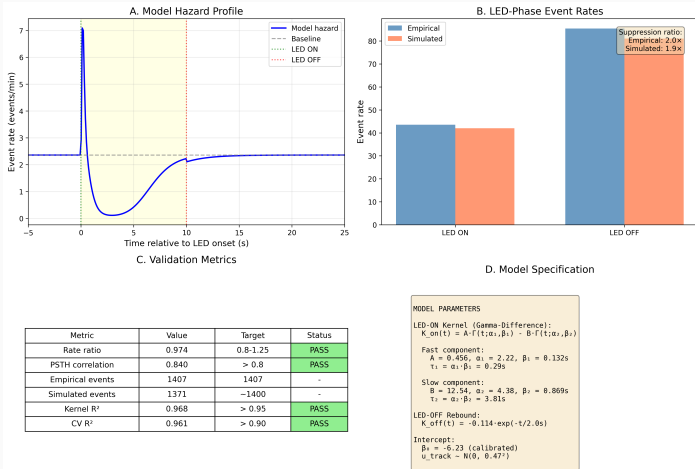 A. Model Hazard Profile
Event rate (events/min)
7
6
5
4
3
2
1
0
Model hazard
Baseline
LED ON
LED OFF
−5
0
5
10
15
20
25
Time relative to LED onset (s)
B. LED-Phase Event Rates
Event rate
80
70
60
50
40
30
20
10
0
Empirical
Simulated
Suppression ratio:
Empirical: 2.0×
Simulated: 1.9×
LED ON
LED OFF
C. Validation Metrics
Metric Value Target Status
Rate ratio 0.974 0.8-1.25 PASS
PSTH correlation 0.840 > 0.8 PASS
Empirical events 1407 1407 -
Simulated events 1371 ~1400 -
Kernel R² 0.968 > 0.95 PASS
CV R² 0.961 > 0.90 PASS
D. Model Specification
MODEL PARAMETERS
LED-ON Kernel (Gamma-Difference):
K_on(t) = A·Γ(t;α₁,β₁) - B·Γ(t;α₂,β₂)
Fast component:
A = 0.456, α₁ = 2.22, β₁ = 0.132s
τ₁ = α₁·β₁ = 0.29s
Slow component:
B = 12.54, α₂ = 4.38, β₂ = 0.869s
τ₂ = α₂·β₂ = 3.81s
LED-OFF Rebound:
K_off(t) = -0.114·exp(-t/2.0s)
Intercept:
β₀ = -6.23 (calibrated)
u_track ~ N(0, 0.47²)